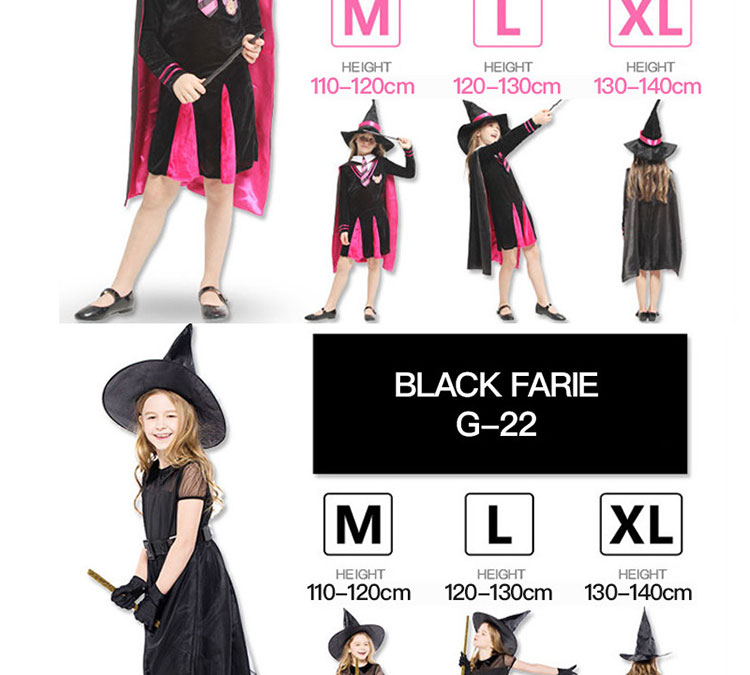 M L XL
HEIGHT HEIGHT HEIGHT
110-120cm 120-130cm 130-140cm
BLACK FARIE
G-22
M L XL
HEIGHT HEIGHT HEIGHT
110-120cm 120-130cm 130-140cm